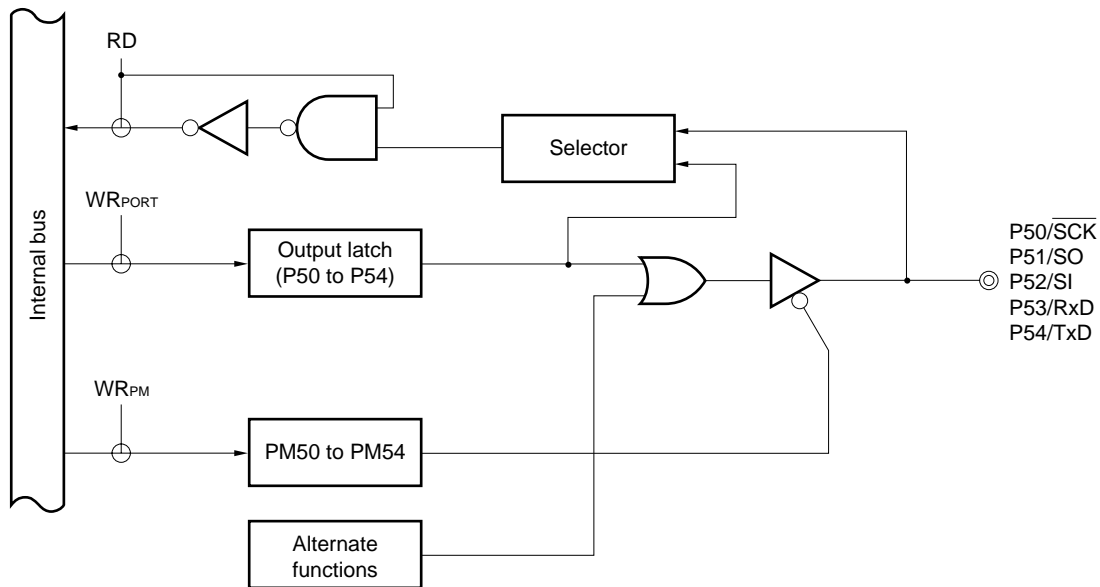 RD
Selector
WRPORT
Internal bus
Output latch
(P50 to P54)
P50/SCK
P51/SO
P52/SI
P53/RxD
P54/TxD
WRPM
PM50 to PM54
Alternate
functions